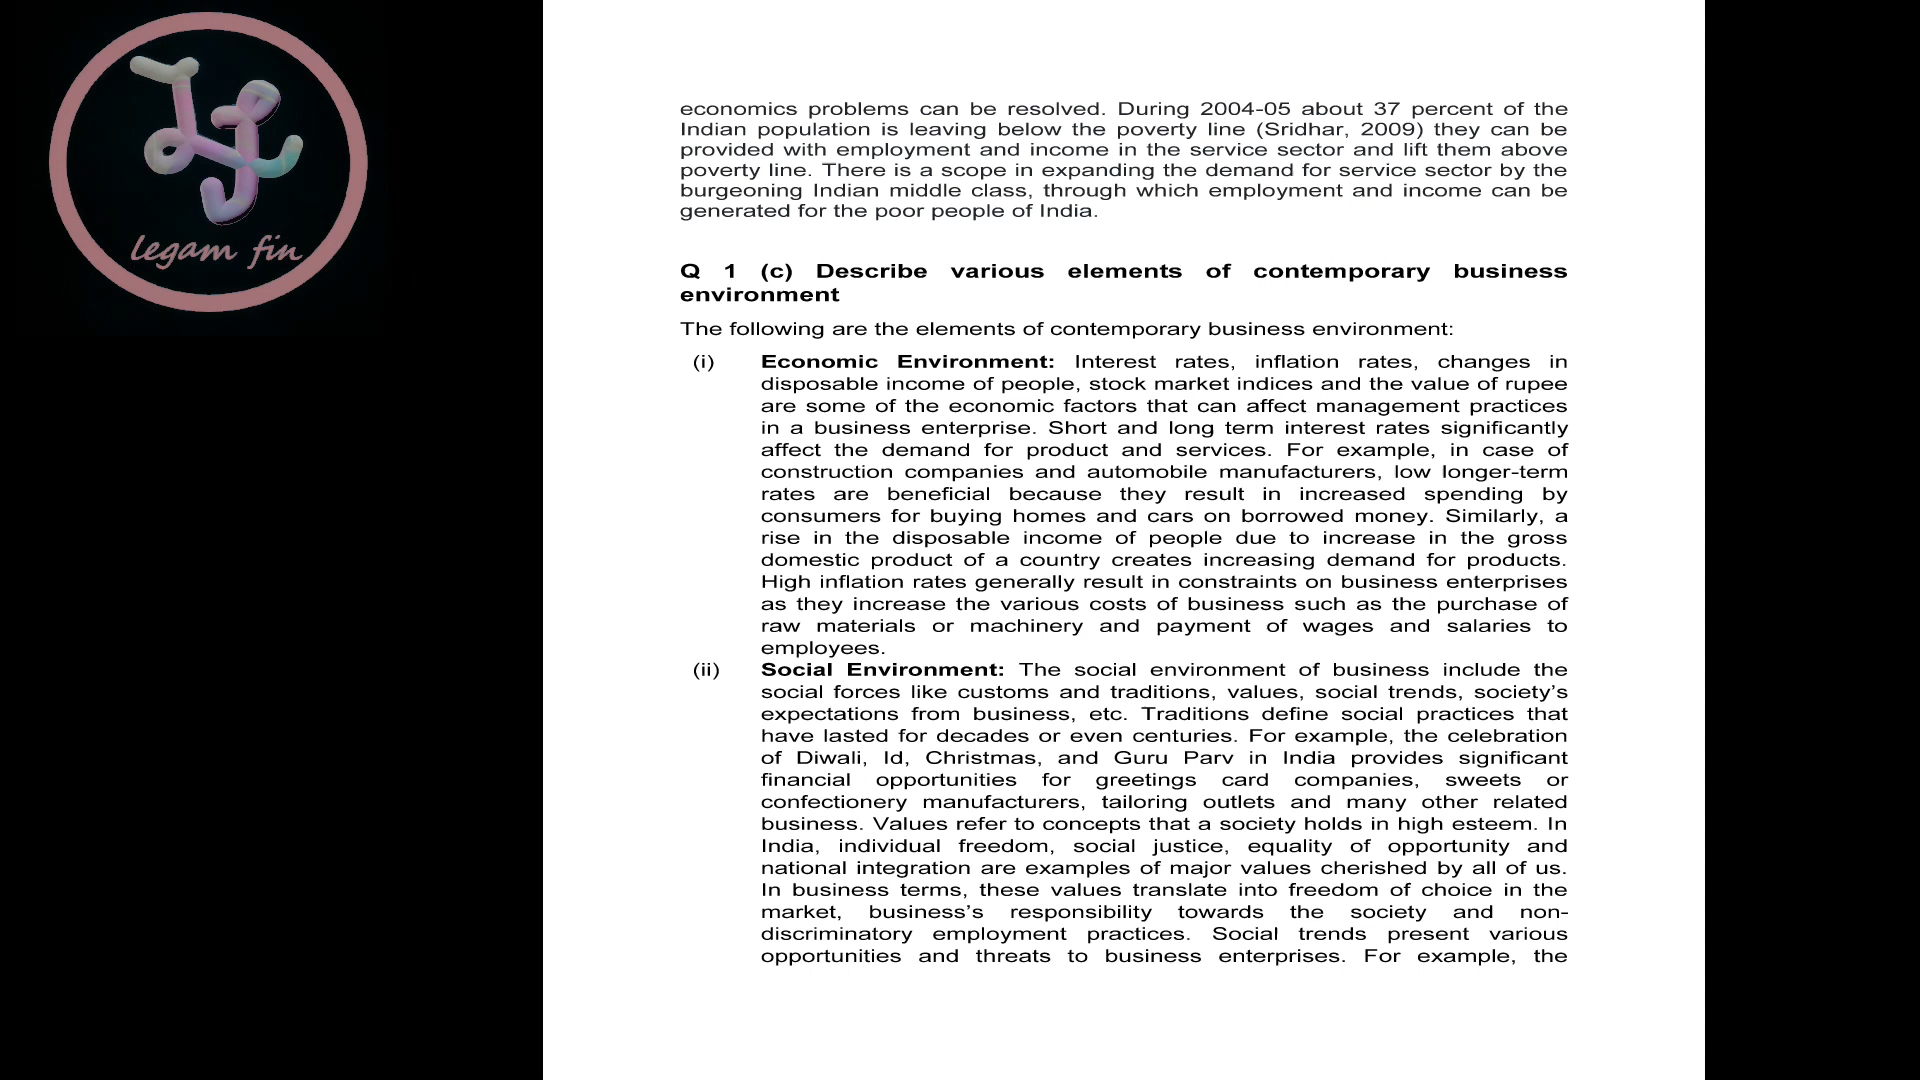 legam fin
economics problems can be resolved. During 2004-05 about 37 percent of the
Indian population is leaving below the poverty line (Sridhar, 2009) they can be
provided with employment and income in the service sector and lift them above
poverty line. There is a scope in expanding the demand for service sector by the
burgeoning Indian middle class, through which employment and income can be
generated for the poor people of India.
Q 1 (c) Describe various elements of contemporary business
environment
The following are the elements of contemporary business environment:
(i) Economic Environment: Interest rates, inflation rates, changes in
disposable income of people, stock market indices and the value of rupee
are some of the economic factors that can affect management practices
in a business enterprise. Short and long term interest rates significantly
affect the demand for product and services. For example, in case of
construction companies and automobile manufacturers, low longer-term
rates are beneficial because they result in increased spending by
consumers for buying homes and cars on borrowed money. Similarly, a
rise in the disposable income of people due to increase in the gross
domestic product of a country creates increasing demand for products.
High inflation rates generally result in constraints on business enterprises
as they increase the various costs of business such as the purchase of
raw materials or machinery and payment of wages and salaries to
employees.
(ii) Social Environment: The social environment of business include the
social forces like customs and traditions, values, social trends, society’s
expectations from business, etc. Traditions define social practices that
have lasted for decades or even centuries. For example, the celebration
of Diwali, Id, Christmas, and Guru Parv in India provides significant
financial opportunities for greetings card companies, sweets or
confectionery manufacturers, tailoring outlets and many other related
business. Values refer to concepts that a society holds in high esteem. In
India, individual freedom, social justice, equality of opportunity and
national integration are examples of major values cherished by all of us.
In business terms, these values translate into freedom of choice in the
market, business’s responsibility towards the society and non-
discriminatory employment practices. Social trends present various
opportunities and threats to business enterprises. For example, the